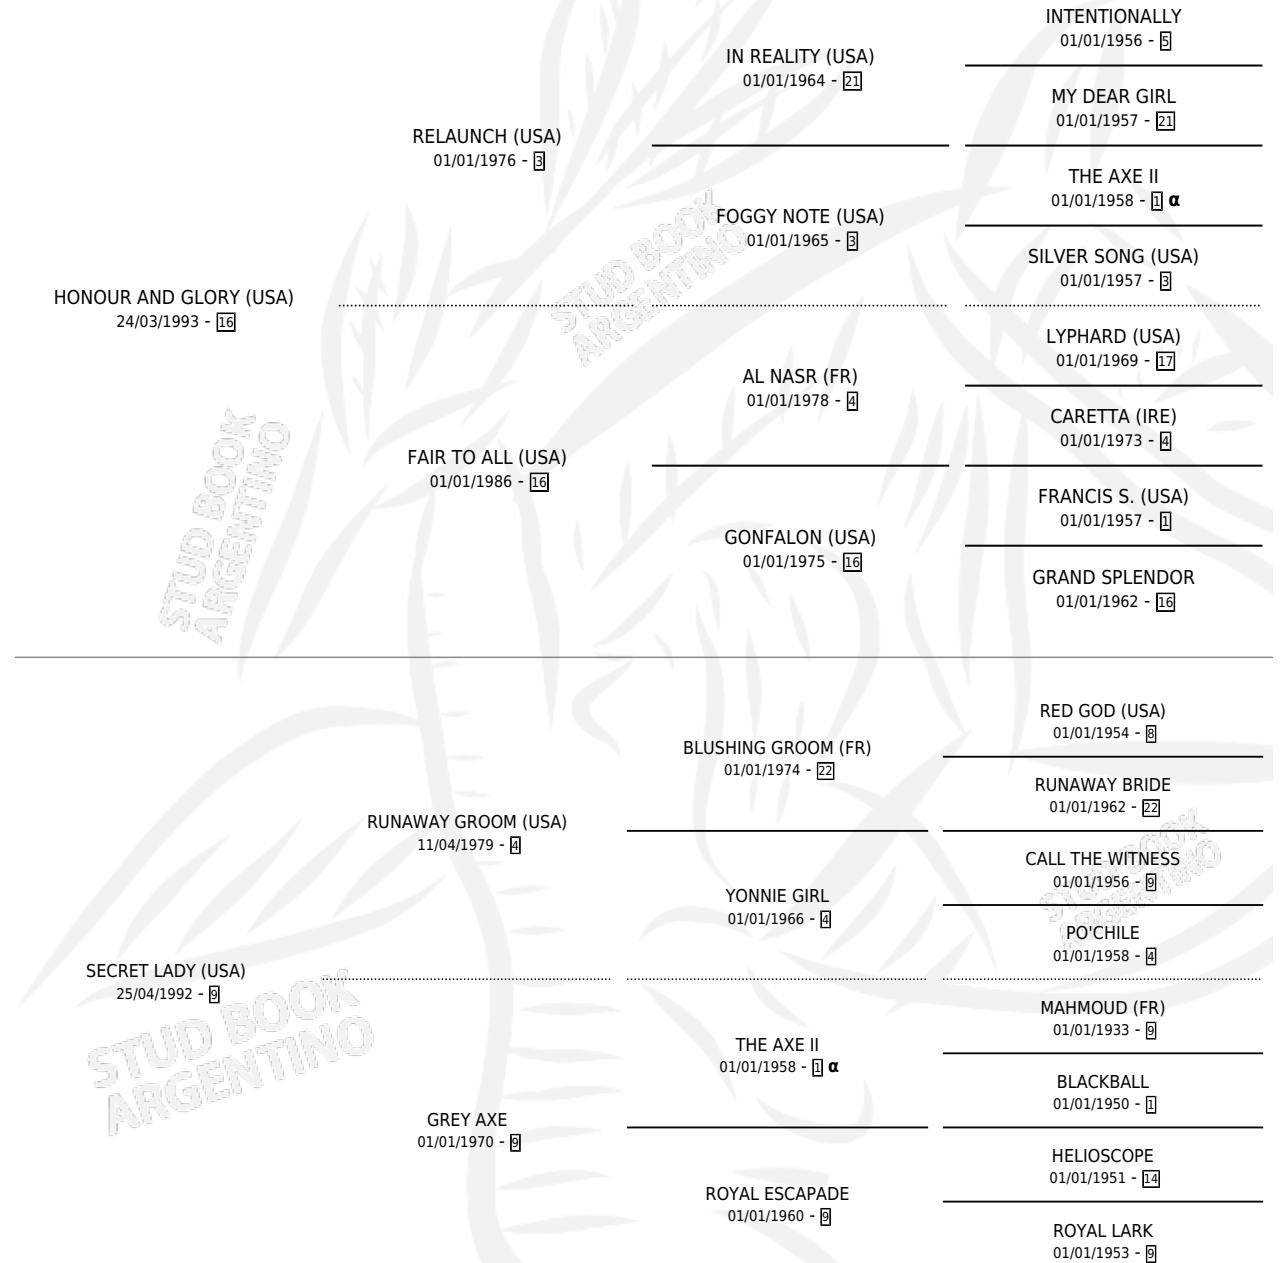 INTENTIONALLY
01/01/1956 - 5
IN REALITY (USA)
01/01/1964 - 21
MY DEAR GIRL
01/01/1957 - 21
RELAUNCH (USA)
01/01/1976 - 3
THE AXE II
01/01/1958 - 1 α
FOGGY NOTE (USA)
01/01/1965 - 3
SILVER SONG (USA)
01/01/1957 - 3
HONOUR AND GLORY (USA)
24/03/1993 - 16
LYPHARD (USA)
01/01/1969 - 17
AL NASR (FR)
01/01/1978 - 4
CARETTA (IRE)
01/01/1973 - 4
FAIR TO ALL (USA)
01/01/1986 - 16
FRANCIS S. (USA)
01/01/1957 - 1
GONFALON (USA)
01/01/1975 - 16
GRAND SPLENDOR
01/01/1962 - 16
RED GOD (USA)
01/01/1954 - 8
BLUSHING GROOM (FR)
01/01/1974 - 22
RUNAWAY BRIDE
01/01/1962 - 22
RUNAWAY GROOM (USA)
11/04/1979 - 4
CALL THE WITNESS
01/01/1956 - 9
YONNIE GIRL
01/01/1966 - 4
PO'CHILE
01/01/1958 - 4
SECRET LADY (USA)
25/04/1992 - 9
MAHMOUD (FR)
01/01/1933 - 9
THE AXE II
01/01/1958 - 1 α
BLACKBALL
01/01/1950 - 1
GREY AXE
01/01/1970 - 9
HELIOSCOPE
01/01/1951 - 14
ROYAL ESCAPADE
01/01/1960 - 9
ROYAL LARK
01/01/1953 - 9
STUD BOOK
ARGENTINO
STUD BOOK
ARGENTINO
STUD BOOK
ARGENTINO
STUD BOOK
ARGENTINO